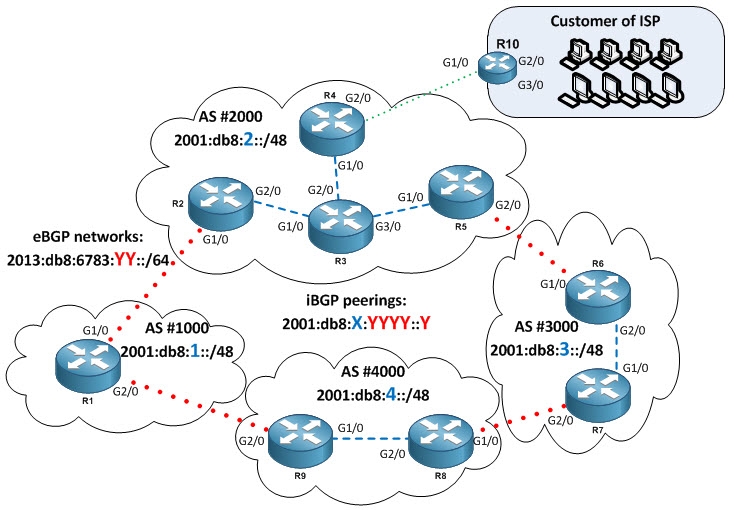 Customer of ISP
R10
G1/0
G2/0
G3/0
R4
G2/0
AS #2000
2001:db8:2::/48
G1/0
R2
G2/0
G1/0
G2/0
G1/0
R3
G3/0
G1/0
R5
G2/0
eBGP networks:
2013:db8:6783:YY::/64
iBGP peerings:
2001:db8:X:YYYY::Y
R6
G1/0
G2/0
AS #3000
2001:db8:3::/48
G1/0
R7
G2/0
G1/0
AS #1000
2001:db8:1::/48
R1
G2/0
AS #4000
2001:db8:4::/48
G2/0
G1/0
R9
G2/0
G1/0
R8